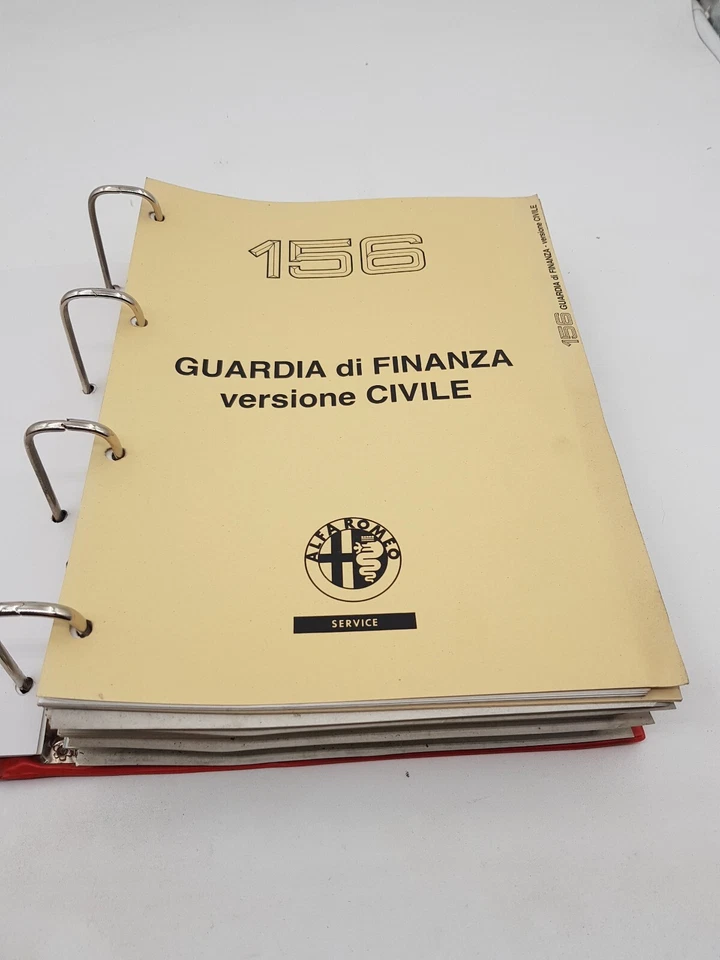 156
GUARDIA di FINANZA
versione CIVILE
ALFA ROMEO
SERVICE
156 GUARDIA di FINANZA - versione CIVILE